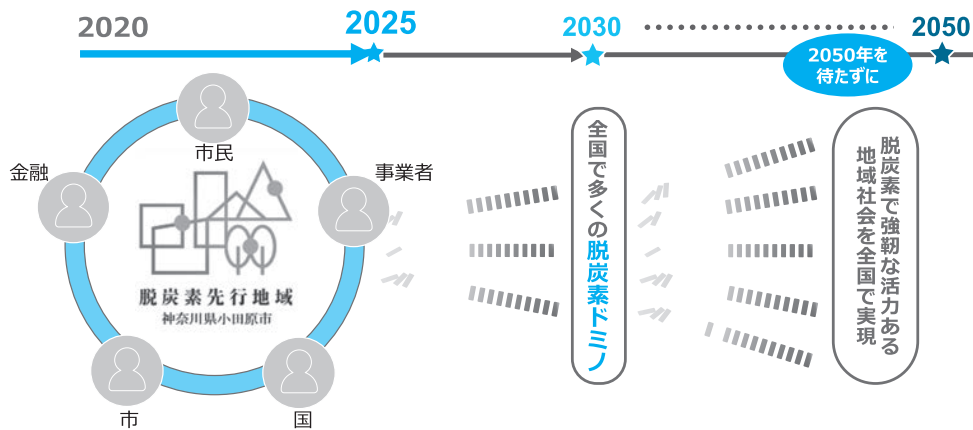 2020
2025
2030
2050
2050年を
待たずに
市民
金融
事業者
脱炭素先行地域
神奈川県小田原市
市
国
全国で多くの脱炭素ドミノ
脱炭素で強靭な活力ある
地域社会を全国で実現